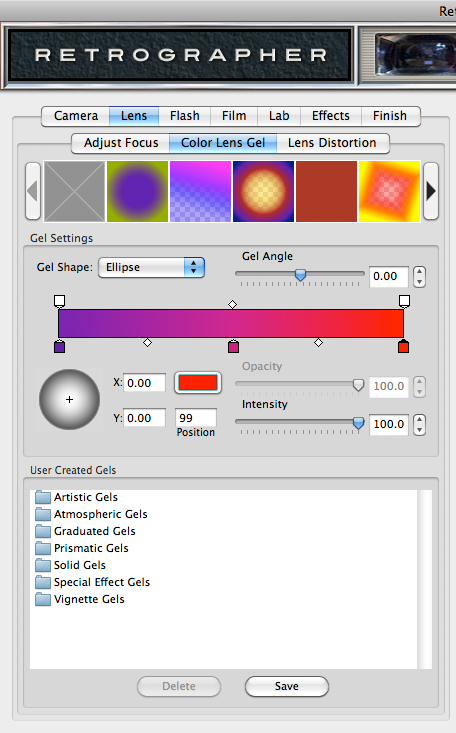 Ret
RETROGRAPHER
Camera Lens Flash Film Lab Effects Finish
Adjust Focus Color Lens Gel Lens Distortion
Gel Settings
Gel Shape: Ellipse
Gel Angle
0.00
X: 0.00
Y: 0.00
99
Position
Opacity
100.0
Intensity
100.0
User Created Gels
Artistic Gels
Atmospheric Gels
Graduated Gels
Prismatic Gels
Solid Gels
Special Effect Gels
Vignette Gels
Delete Save